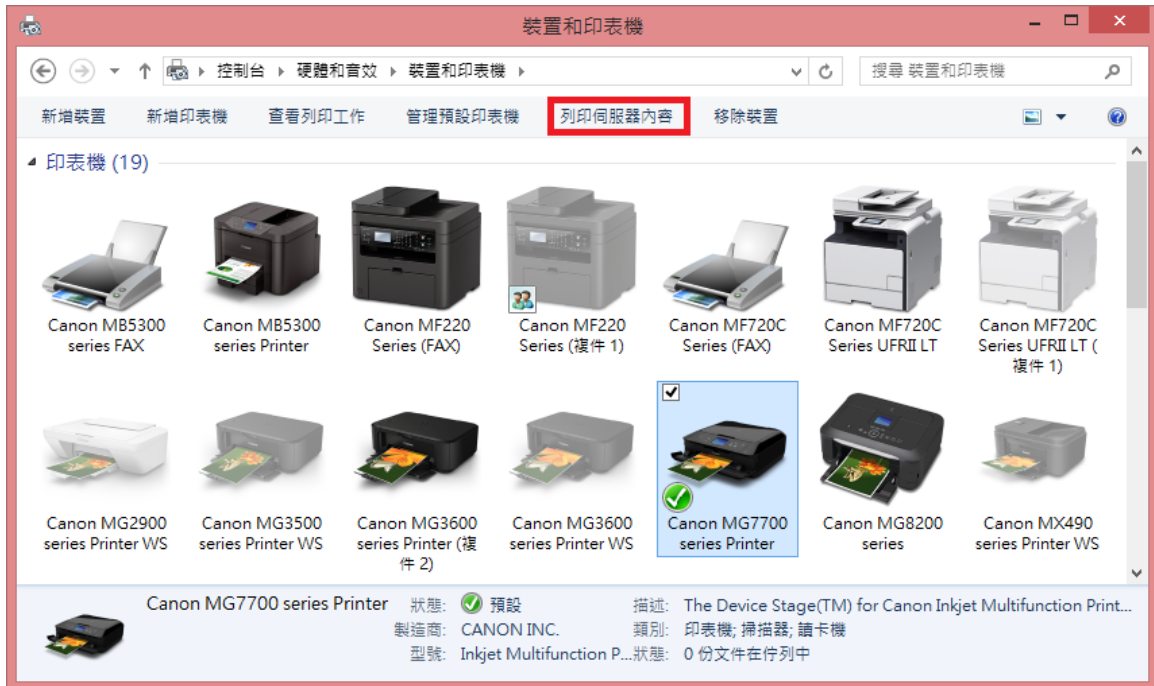 裝置和印表機
控制台 ▸ 硬體和音效 ▸ 裝置和印表機 ▸
搜尋 裝置和印表機
新增裝置 新增印表機 查看列印工作 管理預設印表機 列印伺服器內容 移除裝置
印表機 (19)
Canon MB5300 series FAX
Canon MB5300 series Printer
Canon MF220 Series (FAX)
Canon MF220 Series (複件 1)
Canon MF720C Series (FAX)
Canon MF720C Series UFRII LT
Canon MF720C Series UFRII LT (複件 1)
Canon MG2900 series Printer WS
Canon MG3500 series Printer WS
Canon MG3600 series Printer (複件 2)
Canon MG3600 series Printer WS
Canon MG7700 series Printer
Canon MG8200 series
Canon MX490 series Printer WS
Canon MG7700 series Printer 狀態: 預設 描述: The Device Stage(TM) for Canon Inkjet Multifunction Print...
製造商: CANON INC. 類別: 印表機; 掃描器; 讀卡機
型號: Inkjet Multifunction P... 狀態: 0 份文件在佇列中